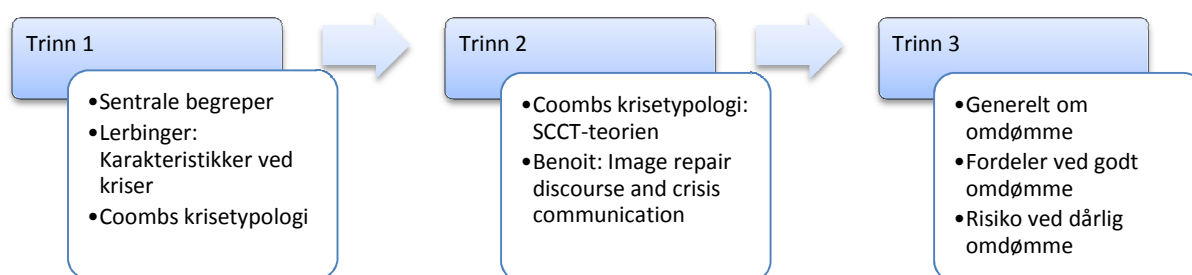 Trinn 1
•Sentrale begreper
•Lerbinger:
Karakteristikker ved
kriser
•Coombs krisetypologi
Trinn 2
•Coombs krisetypologi:
SCCT-teorien
•Benoit: Image repair
discourse and crisis
communication
Trinn 3
•Generelt om
omdømme
•Fordeler ved godt
omdømme
•Risiko ved dårlig
omdømme